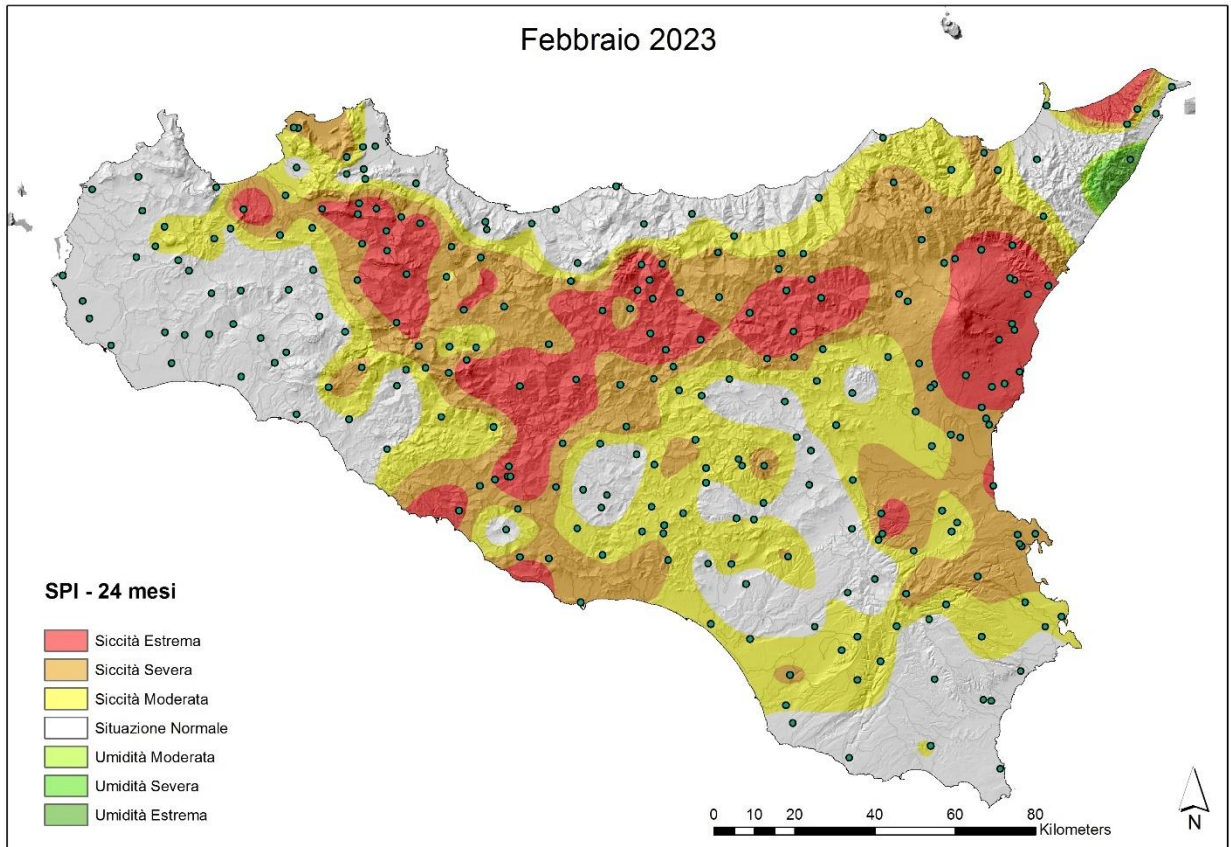 Febbraio 2023
SPI - 24 mesi
Siccità Estrema
Siccità Severa
Siccità Moderata
Situazione Normale
Umidità Moderata
Umidità Severa
Umidità Estrema
0 10 20 40 60 80
Kilometers
N